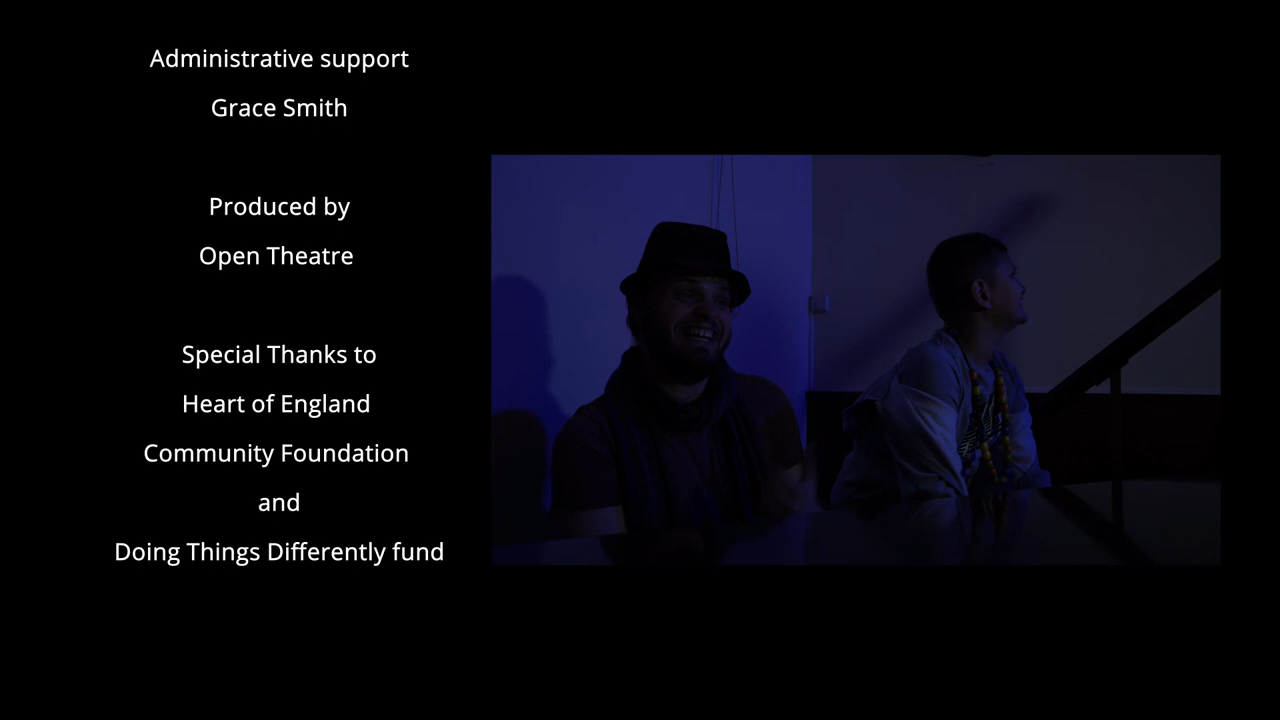 Administrative support
Grace Smith
Produced by
Open Theatre
Special Thanks to
Heart of England
Community Foundation
and
Doing Things Differently fund